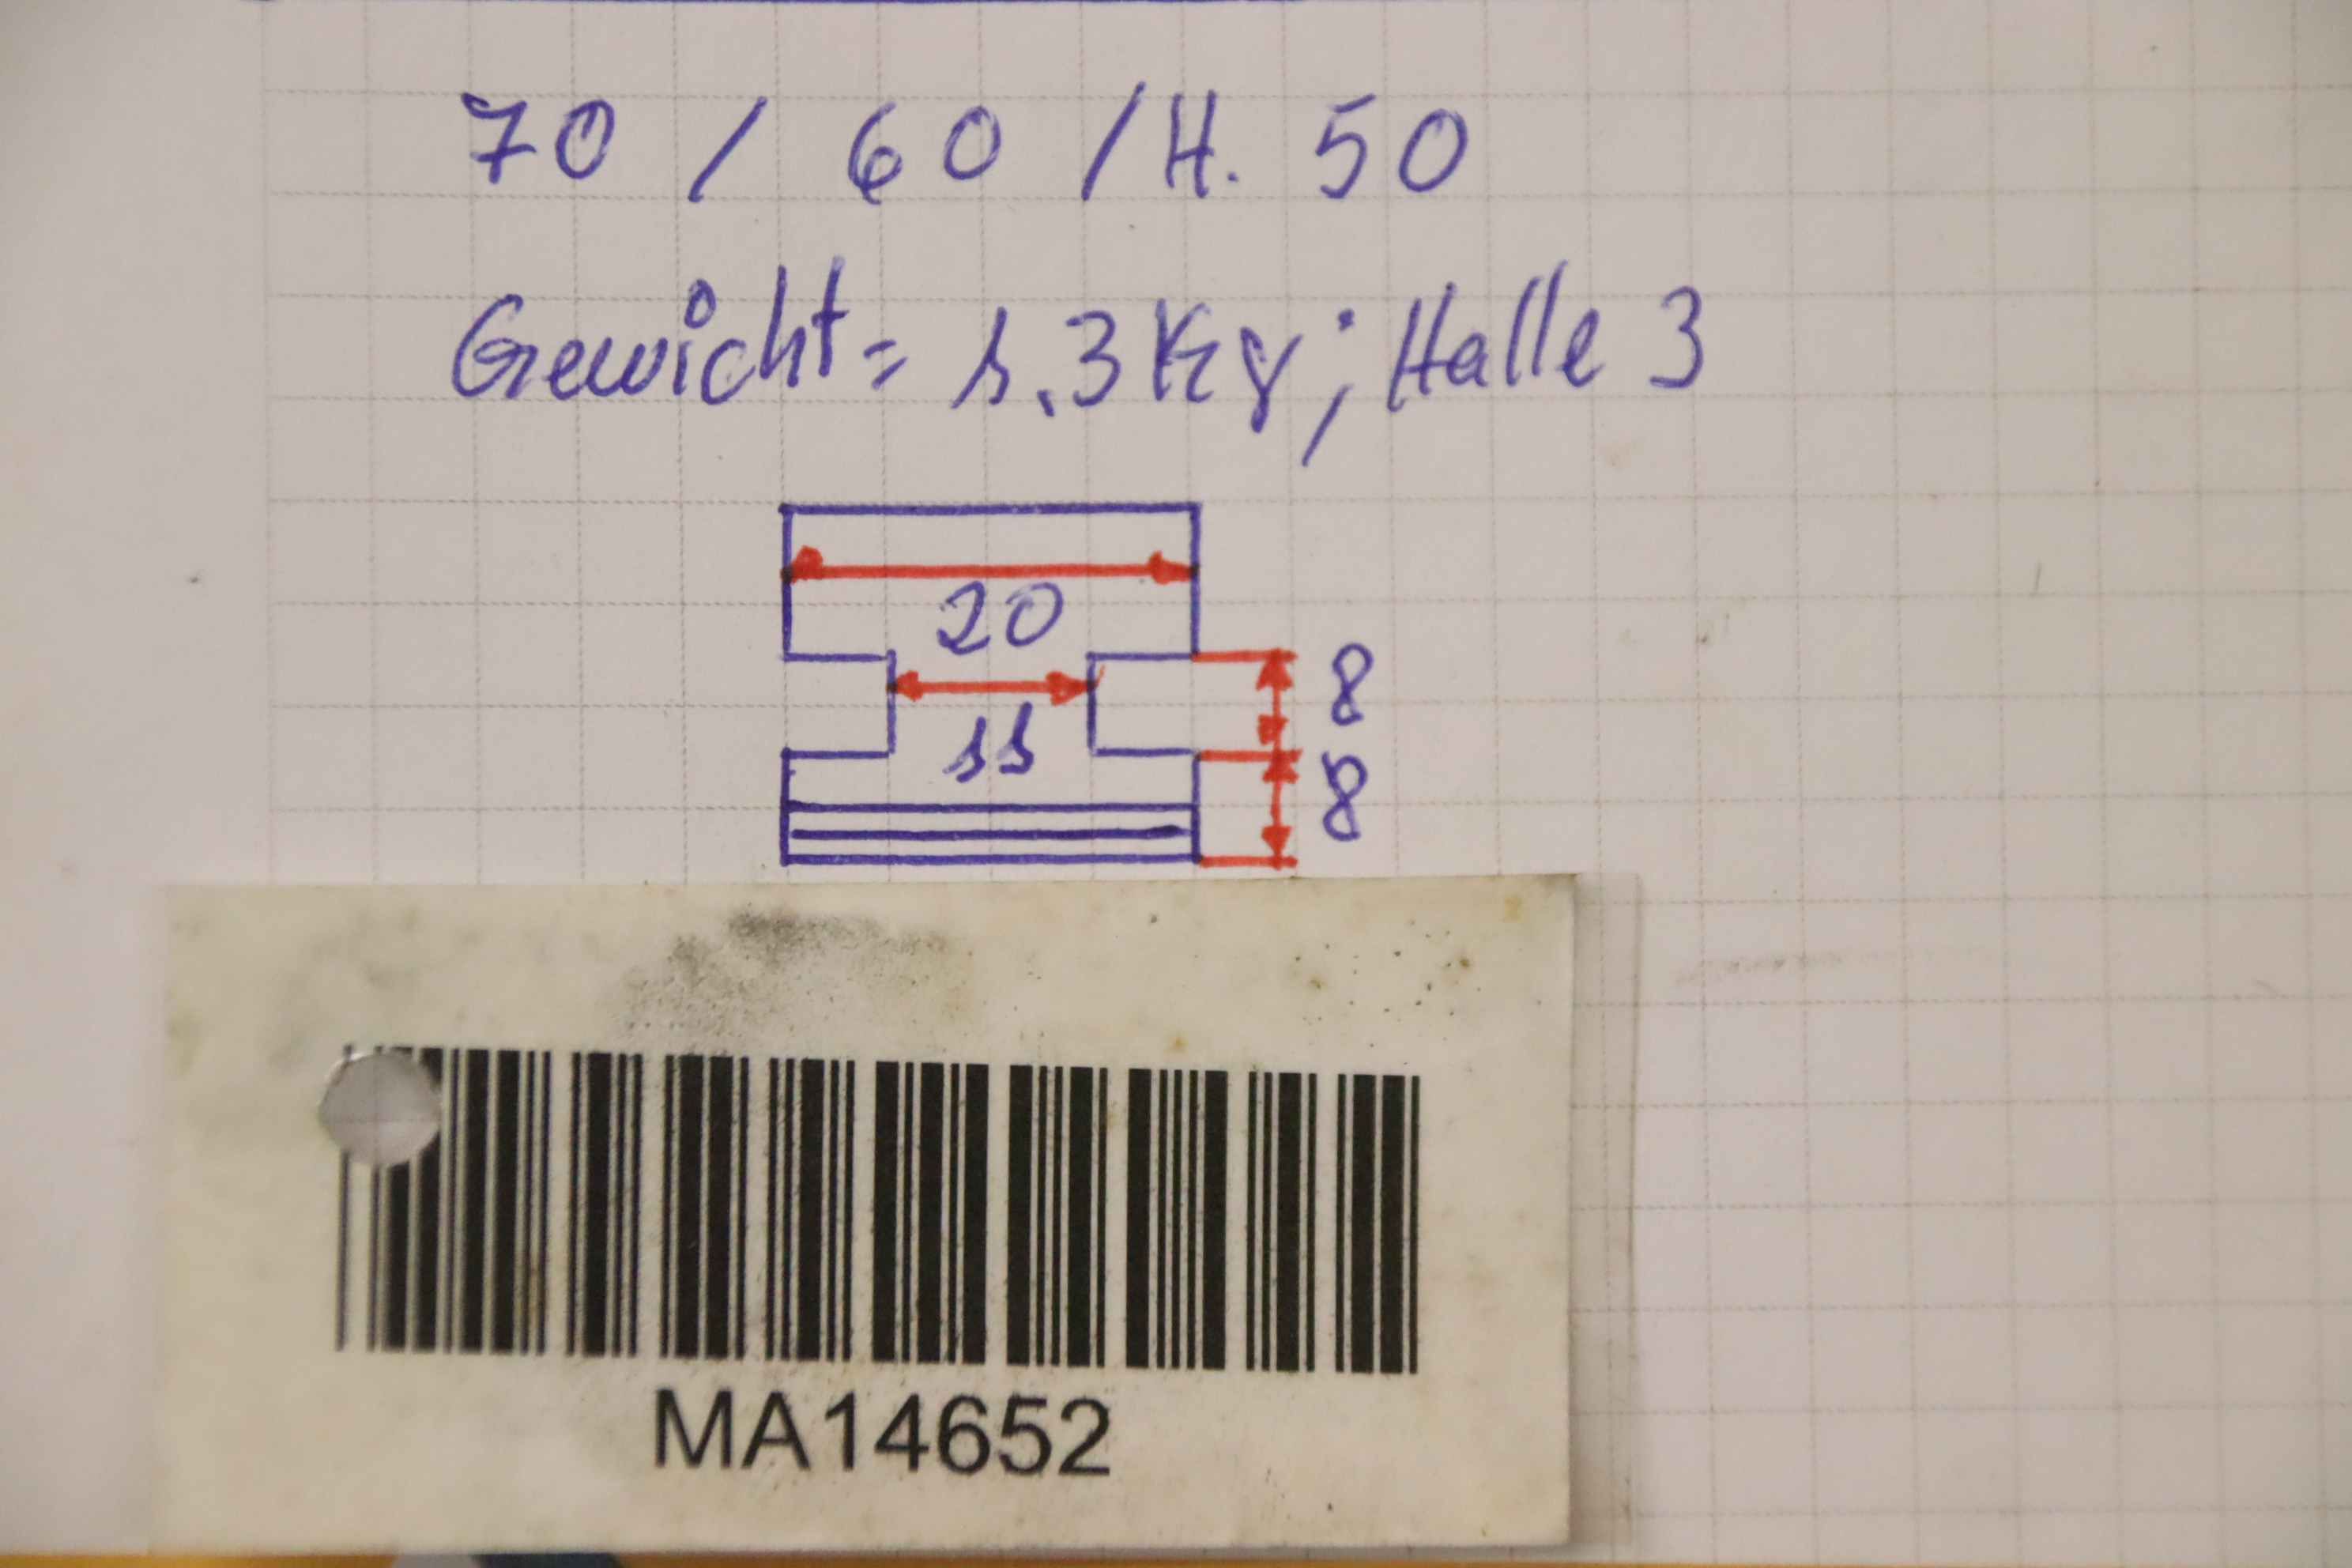 70 / 60 / H. 50
Gewicht = 1.3 Kg; Halle 3
20
11
8
8
MA14652